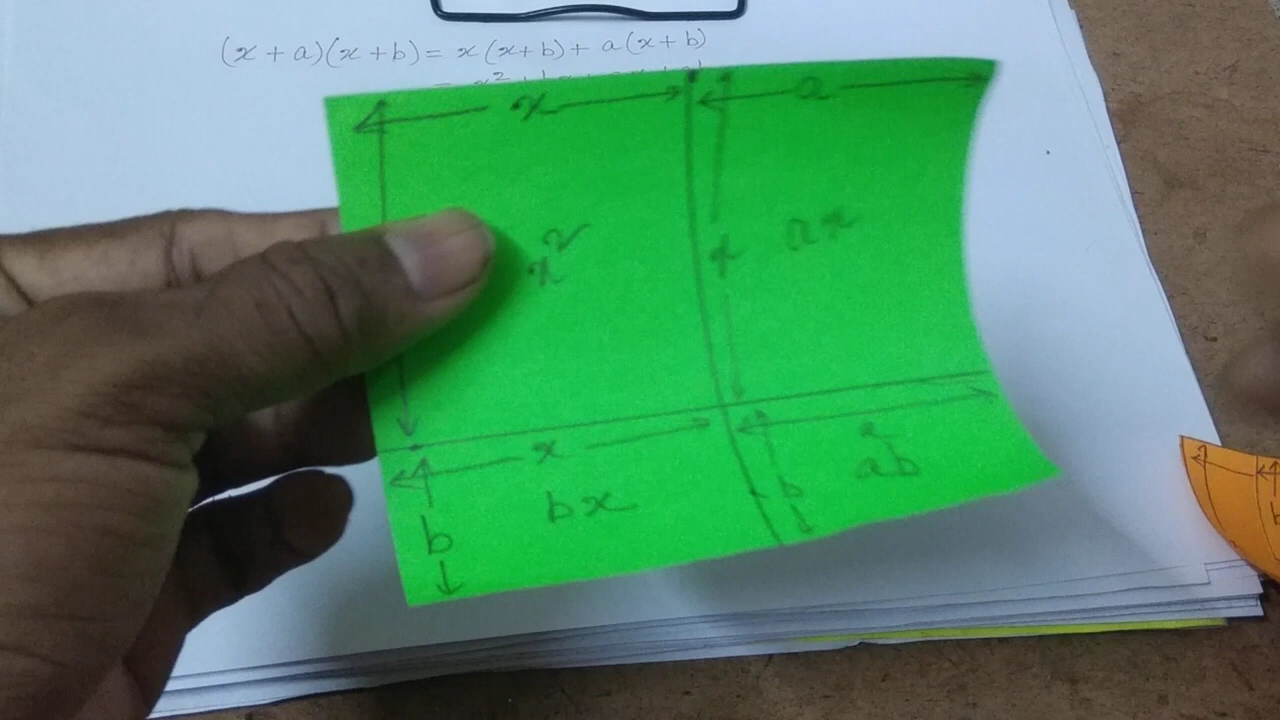 (x + a)(x + b) = x(x+b) + a(x+b)
x a
x² x ax
x a
b bx b ab